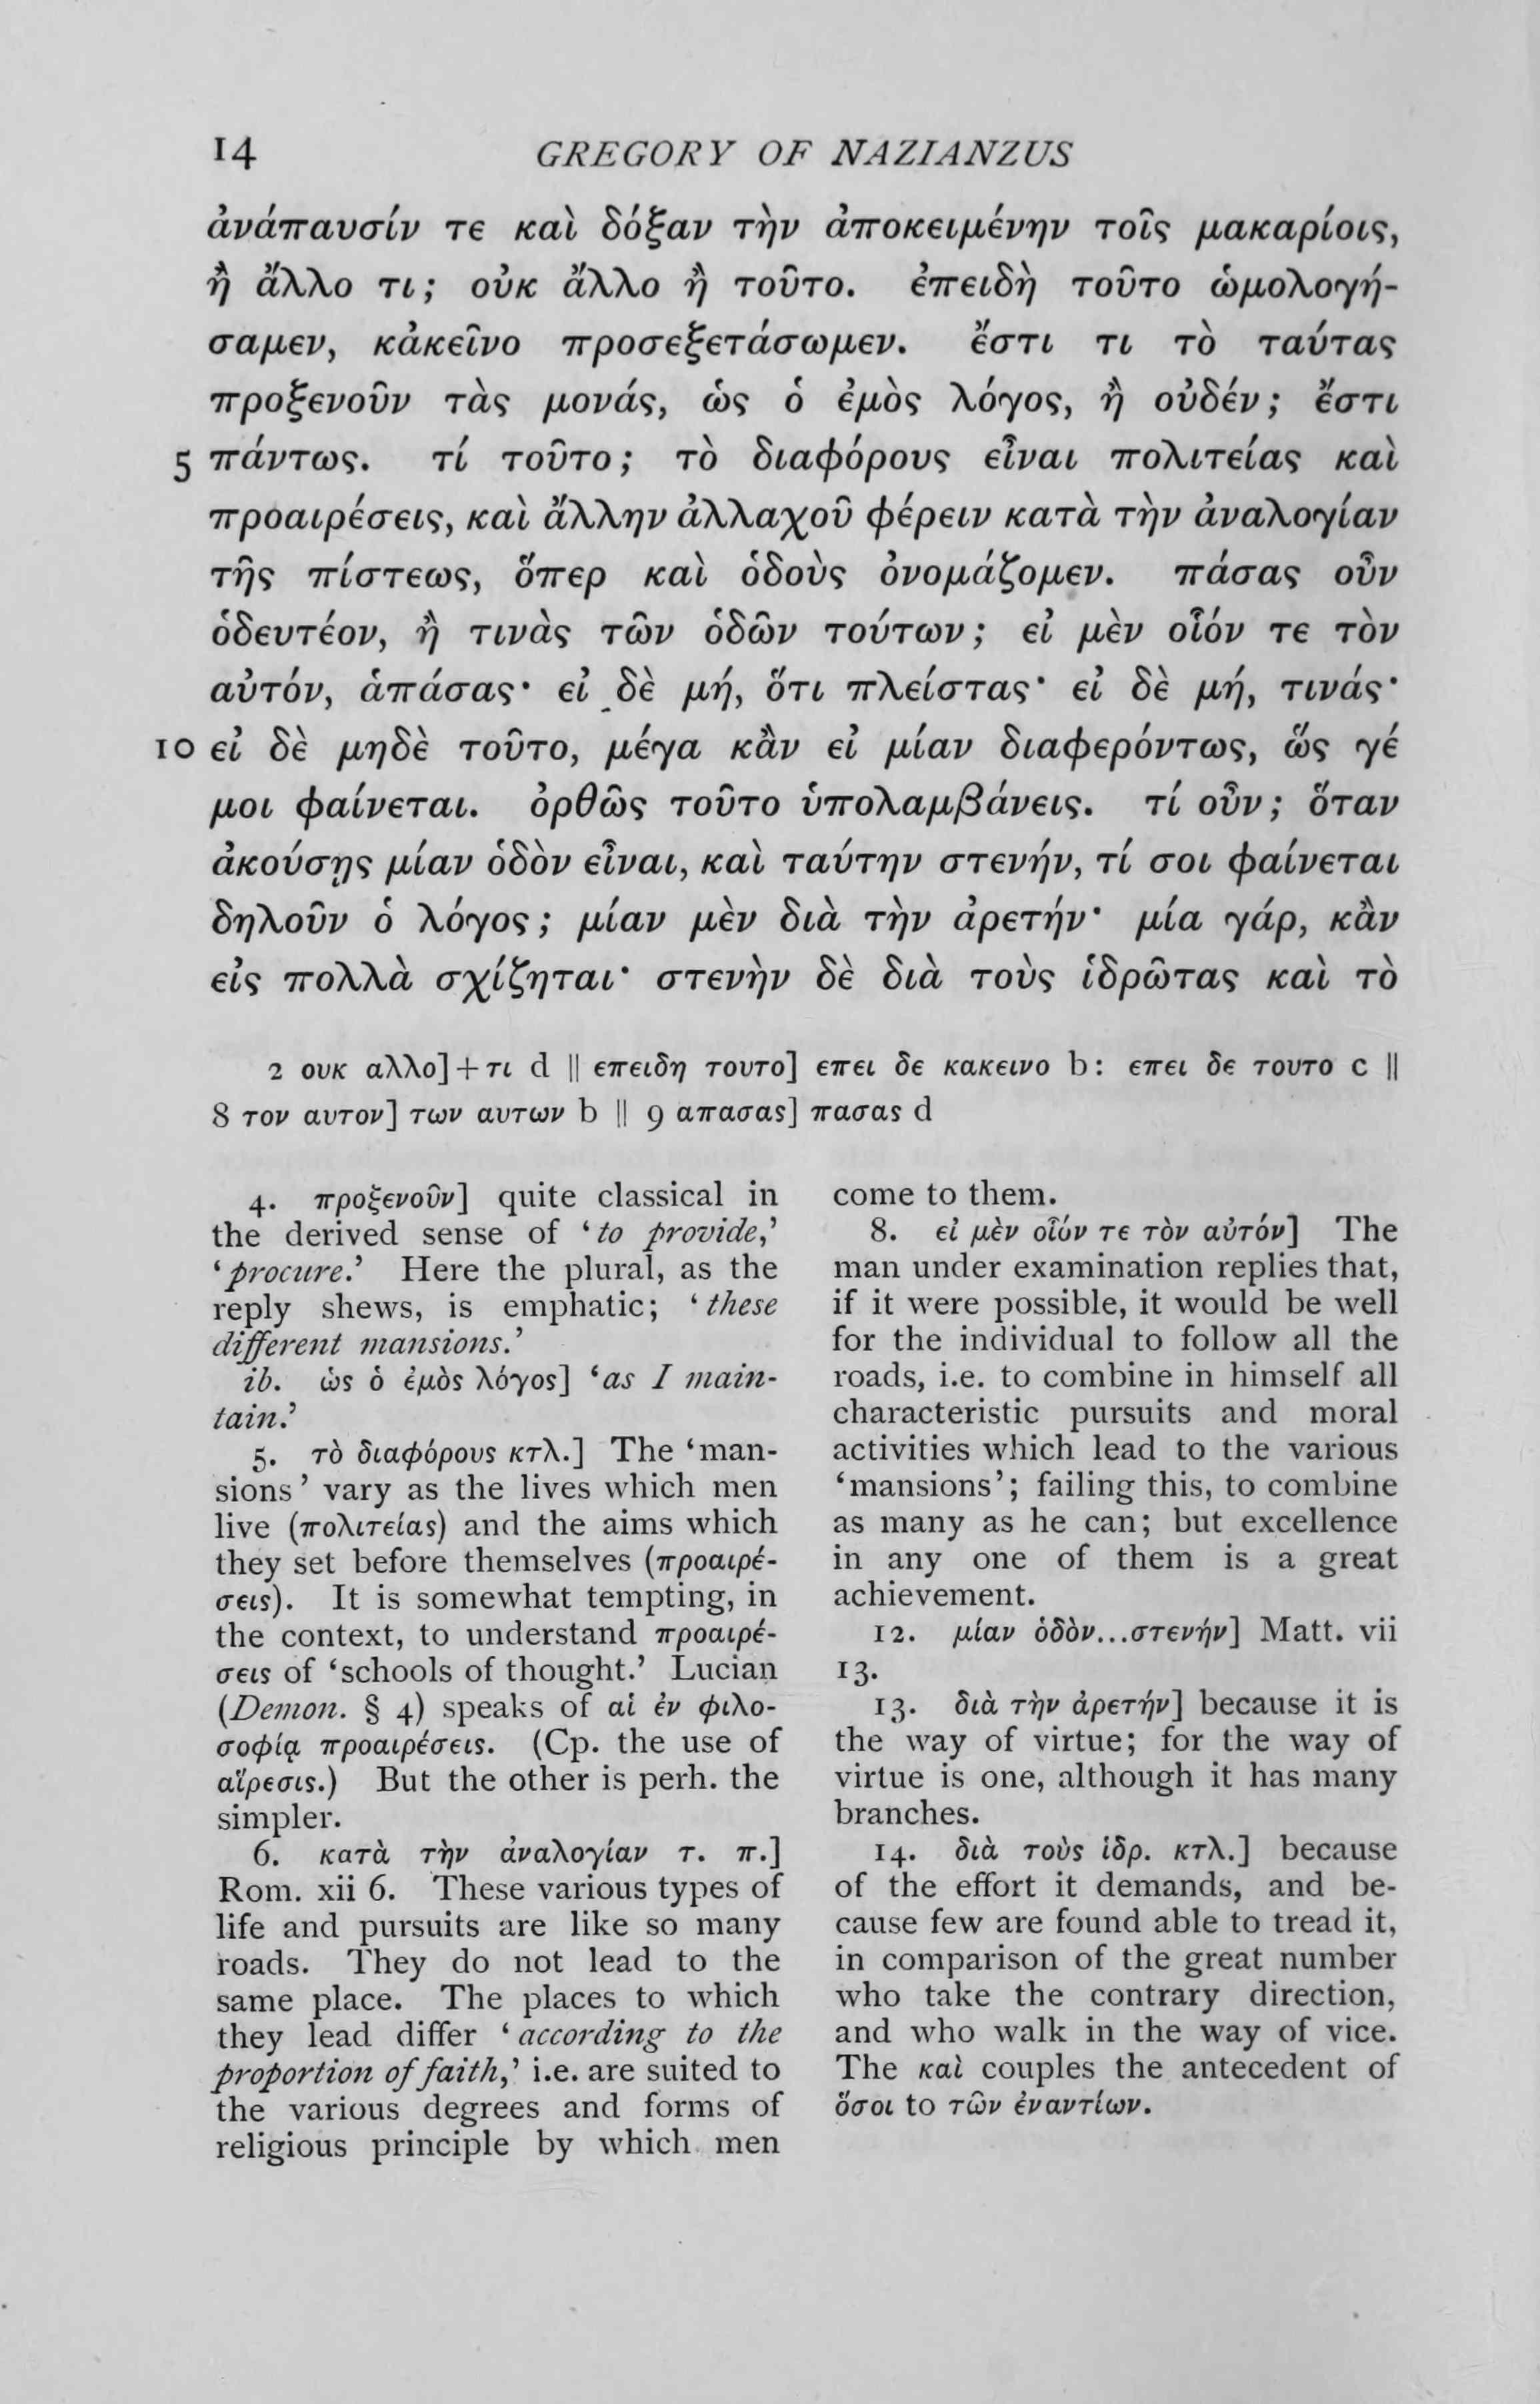 14 GREGORY OF NAZIANZUS
ἀνάπαυσίν τε καὶ δόξαν τὴν ἀποκειμένην τοῖς μακαρίοις,
ἢ ἄλλο τι; οὐκ ἄλλο ἢ τοῦτο. ἐπειδὴ τοῦτο ὡμολογή-
σαμεν, κἀκεῖνο προσεξετάσωμεν. ἔστι τι τὸ ταύτας
προξενοῦν τὰς μονάς, ὡς ὁ ἐμὸς λόγος, ἢ οὐδέν; ἔστι
5 πάντως. τί τοῦτο; τὸ διαφόρους εἶναι πολιτείας καὶ
προαιρέσεις, καὶ ἄλλην ἀλλαχοῦ φέρειν κατὰ τὴν ἀναλογίαν
τῆς πίστεως, ὅπερ καὶ ὁδοὺς ὀνομάζομεν. πάσας οὖν
ὁδευτέον, ἢ τινὰς τῶν ὁδῶν τούτων; εἰ μὲν οἷόν τε τὸν
αὐτόν, ἁπάσας· εἰ δὲ μή, ὅτι πλείστας· εἰ δὲ μή, τινάς·
10 εἰ δὲ μηδὲ τοῦτο, μέγα κἂν εἰ μίαν διαφερόντως, ὥς γέ
μοι φαίνεται. ὀρθῶς τοῦτο ὑπολαμβάνεις. τί οὖν; ὅταν
ἀκούσῃς μίαν ὁδὸν εἶναι, καὶ ταύτην στενήν, τί σοι φαίνεται
δηλοῦν ὁ λόγος; μίαν μὲν διὰ τὴν ἀρετήν· μία γάρ, κἂν
εἰς πολλὰ σχίζηται· στενὴν δὲ διὰ τοὺς ἱδρῶτας καὶ τὸ
2 ουκ αλλο]+τι d || επειδη τουτο] επει δε κακεινο b: επει δε τουτο c ||
8 τον αυτον] των αυτων b || 9 απασας] πασας d
4. προξενοῦν] quite classical in
the derived sense of ‘to provide,’
‘procure.’ Here the plural, as the
reply shews, is emphatic; ‘these
different mansions.’
ib. ὡς ὁ ἐμὸς λόγος] ‘as I main-
tain.’
5. τὸ διαφόρους κτλ.] The ‘man-
sions’ vary as the lives which men
live (πολιτείας) and the aims which
they set before themselves (προαιρέ-
σεις). It is somewhat tempting, in
the context, to understand προαιρέ-
σεις of ‘schools of thought.’ Lucian
(Demon. § 4) speaks of αἱ ἐν φιλο-
σοφίᾳ προαιρέσεις. (Cp. the use of
αἵρεσις.) But the other is perh. the
simpler.
6. κατὰ τὴν ἀναλογίαν τ. π.]
Rom. xii 6. These various types of
life and pursuits are like so many
roads. They do not lead to the
same place. The places to which
they lead differ ‘according to the
proportion of faith,’ i.e. are suited to
the various degrees and forms of
religious principle by which men
come to them.
8. εἰ μὲν οἷόν τε τὸν αὐτόν] The
man under examination replies that,
if it were possible, it would be well
for the individual to follow all the
roads, i.e. to combine in himself all
characteristic pursuits and moral
activities which lead to the various
‘mansions’; failing this, to combine
as many as he can; but excellence
in any one of them is a great
achievement.
12. μίαν ὁδὸν...στενήν] Matt. vii
13.
13. διὰ τὴν ἀρετήν] because it is
the way of virtue; for the way of
virtue is one, although it has many
branches.
14. διὰ τοὺς ἱδρ. κτλ.] because
of the effort it demands, and be-
cause few are found able to tread it,
in comparison of the great number
who take the contrary direction,
and who walk in the way of vice.
The καὶ couples the antecedent of
ὅσοι to τῶν ἐναντίων.